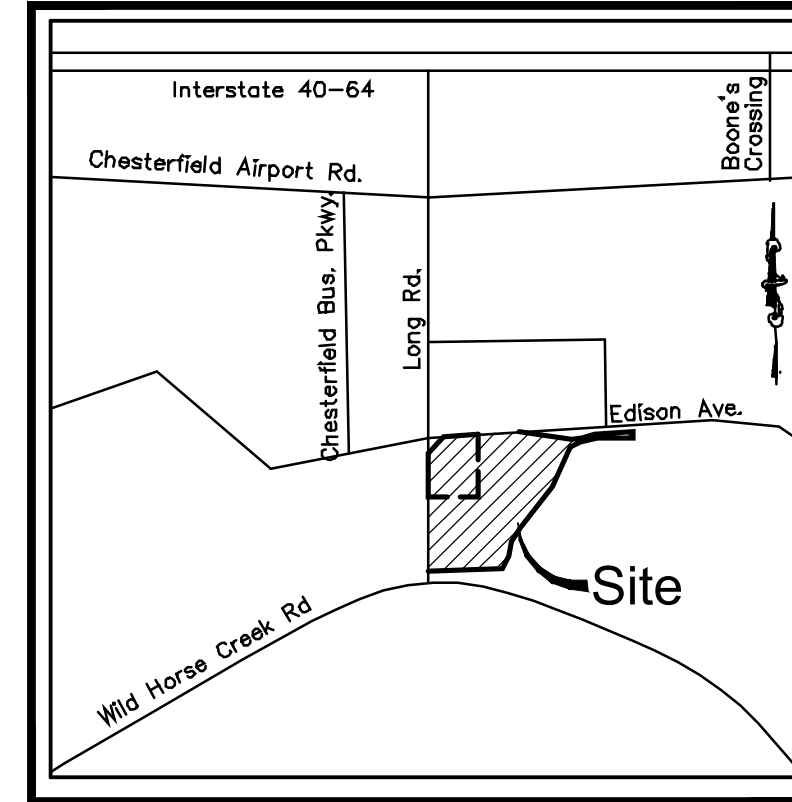 Interstate 40-64
Boone's
Crossing
Chesterfield Airport Rd.
Chesterfield Bus. Pkwy.
Long Rd.
Edison Ave.
Site
Wild Horse Creek Rd